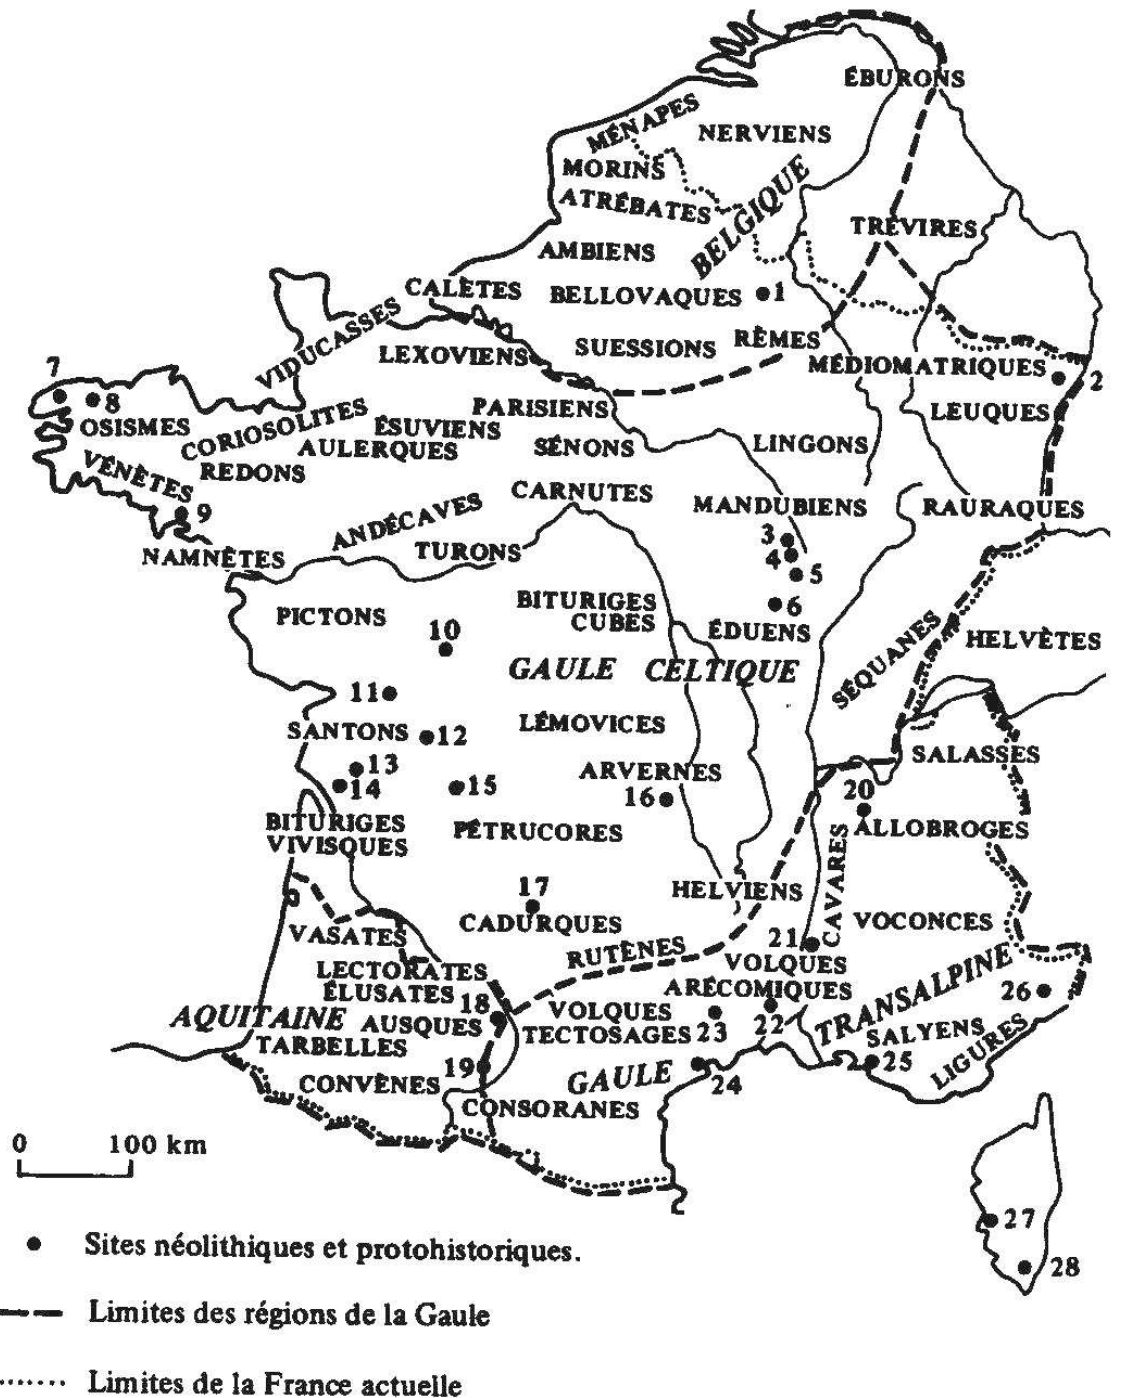 ÉBURONS
MÉNAPES
NERVIENS
MORINS
ATRÉBATES
BELGIQUE
TRÉVIRES
AMBIENS
CALÈTES
BELLOVAQUES
1
VIDUCASSES
LEXOVIENS
SUESSIONS
RÈMES
MÉDIOMATRIQUES
2
7
8
OSISMES
CORIOSOLITES
ÉSUVIENS
PARISIENS
LEUQUES
AULERQUES
SÉNONS
LINGONS
VÉNÈTES
REDONS
9
CARNUTES
MANDUBIENS
RAURAQUES
ANDÉCAVES
3
NAMNÈTES
TURONS
4
5
BITURIGES
CUBES
6
PICTONS
10
ÉDUENS
SÉQUANES
HELVÈTES
GAULE CELTIQUE
11
SANTONS
12
LÉMOVICES
SALASSES
13
14
15
ARVERNES
16
20
BITURIGES
VIVISQUES
PÉTRUCORES
CAVARES
ALLOBROGES
17
HELVIENS
CADURQUES
VOCONCES
VASATES
RUTÈNES
21
LECTORATES
VOLQUES
ARÉCOMIQUES
ÉLUSATES
18
TRANSALPINE
26
AQUITAINE
AUSQUES
VOLQUES
TECTOSAGES
23
22
SALYENS
TARBELLES
19
GAULE
24
25
LIGURES
CONVÈNES
CONSORANES
0 100 km
27
28
Sites néolithiques et protohistoriques.
Limites des régions de la Gaule
Limites de la France actuelle